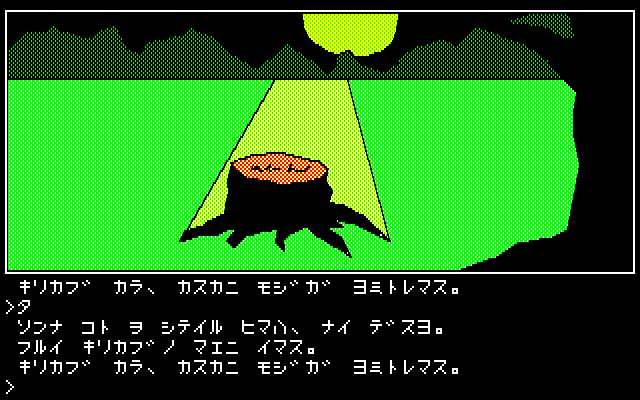 キリカブ カラ、 カスカニ モジガ ヨミトレマス。
>タ
ソンナ コト ヲ シテイル ヒマハ、 ナイ デスヨ。
フルイ キリカブノ マエニ イマス。
キリカブ カラ、 カスカニ モジガ ヨミトレマス。
>